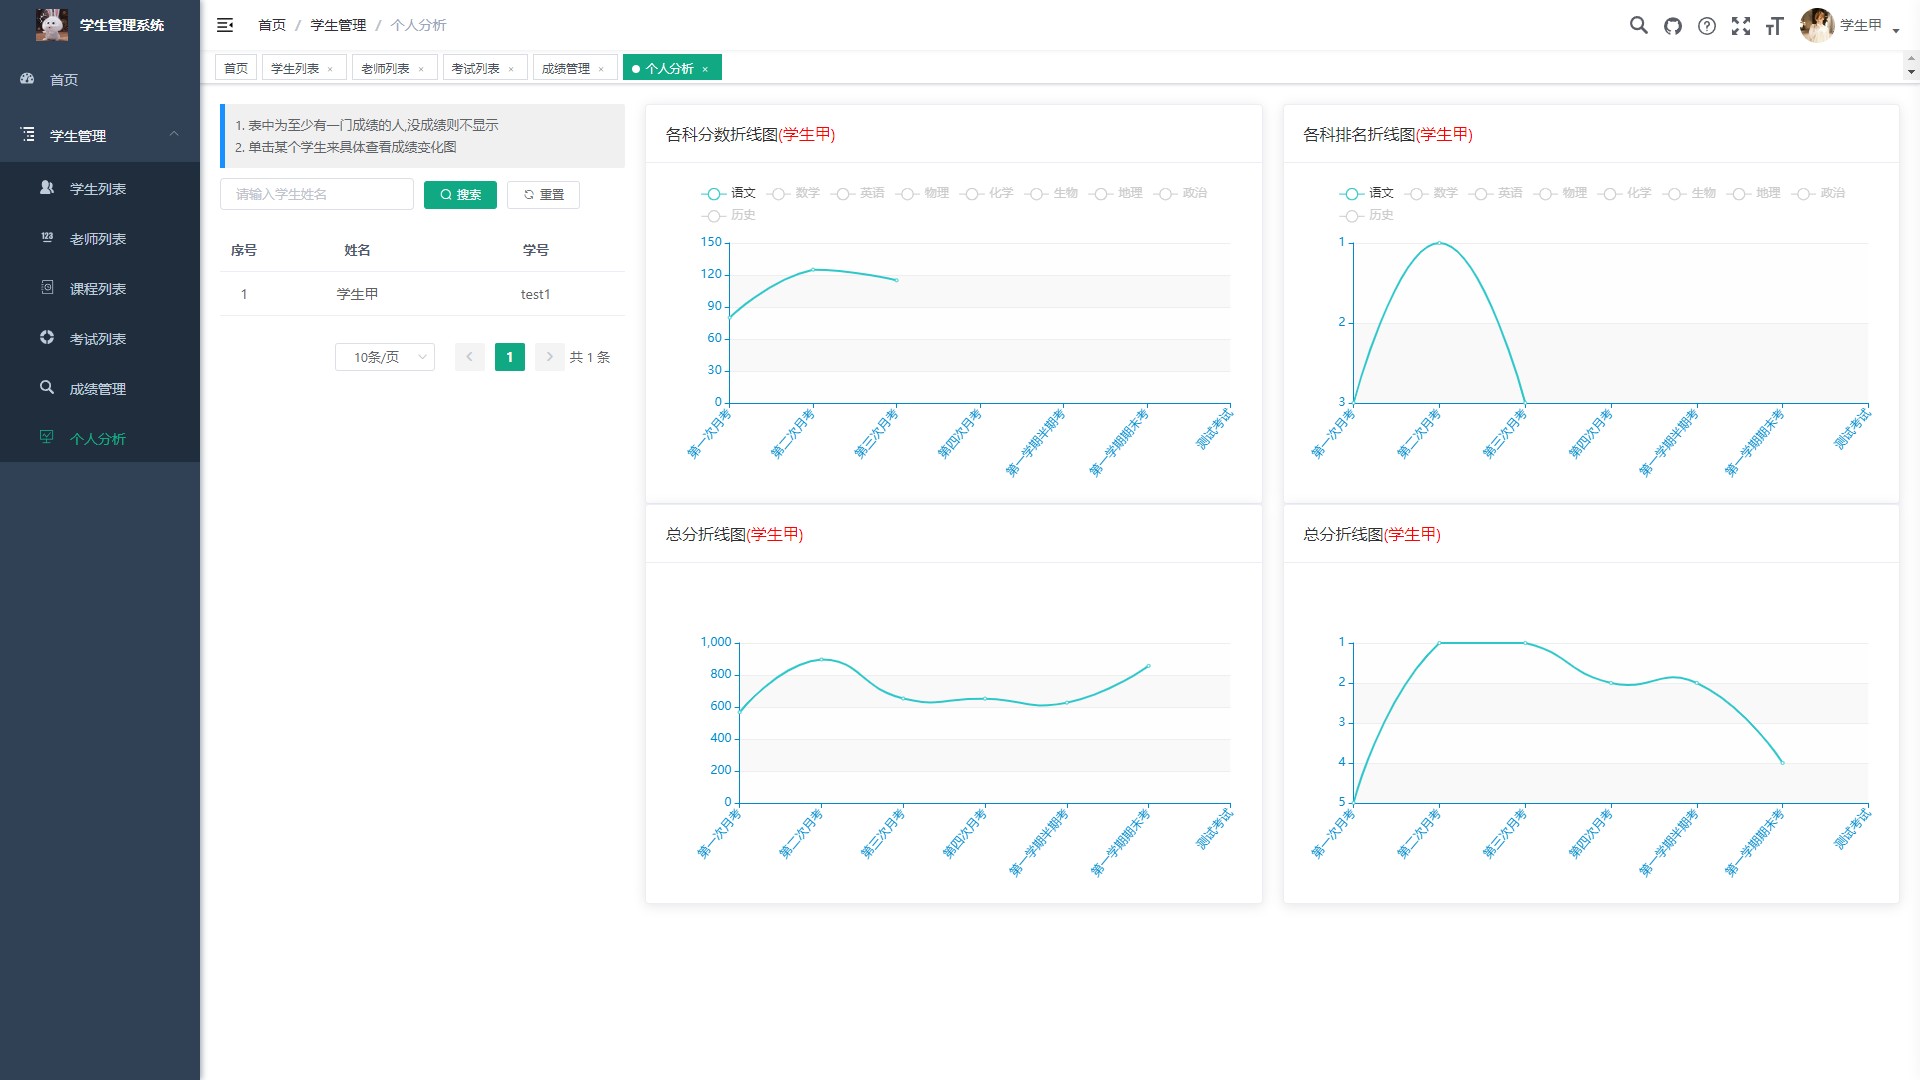 学生管理系统
首页
学生管理
学生列表
老师列表
课程列表
考试列表
成绩管理
个人分析
首页 / 学生管理 / 个人分析
学生甲
首页 学生列表 × 老师列表 × 考试列表 × 成绩管理 × 个人分析 ×
1. 表中为至少有一门成绩的人,没成绩则不显示
2. 单击某个学生来具体查看成绩变化图
请输入学生姓名 搜索 重置
序号 姓名 学号
1 学生甲 test1
10条/页 1 共 1 条
各科分数折线图(学生甲)
语文 数学 英语 物理 化学 生物 地理 政治
历史
150
120
90
60
30
0
第一次月考 第二次月考 第三次月考 第四次月考 第一学期半期考 第一学期期末考 测试考试
各科排名折线图(学生甲)
语文 数学 英语 物理 化学 生物 地理 政治
历史
1
2
3
第一次月考 第二次月考 第三次月考 第四次月考 第一学期半期考 第一学期期末考 测试考试
总分折线图(学生甲)
1,000
800
600
400
200
0
第一次月考 第二次月考 第三次月考 第四次月考 第一学期半期考 第一学期期末考 测试考试
总分折线图(学生甲)
1
2
3
4
5
第一次月考 第二次月考 第三次月考 第四次月考 第一学期半期考 第一学期期末考 测试考试